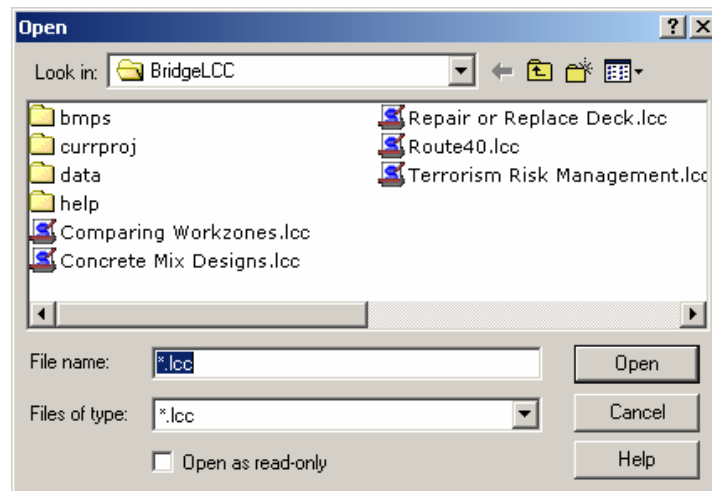 Open
Look in: BridgeLCC
bmps
currproj
data
help
Comparing Workzones.lcc
Concrete Mix Designs.lcc
Repair or Replace Deck.lcc
Route40.lcc
Terrorism Risk Management.lcc
File name: *.lcc
Open
Files of type: *.lcc
Cancel
Open as read-only
Help